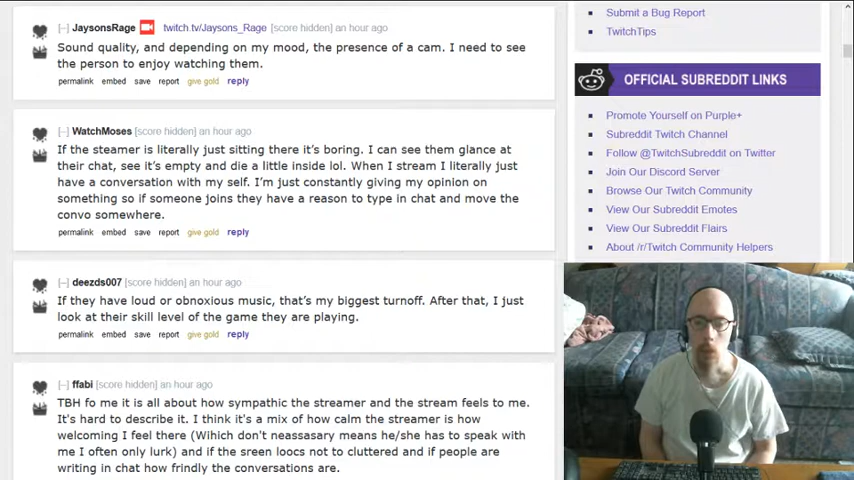 [–] JaysonsRage twitch.tv/Jaysons_Rage [score hidden] an hour ago
Sound quality, and depending on my mood, the presence of a cam. I need to see
the person to enjoy watching them.
permalink embed save report give gold reply
[–] WatchMoses [score hidden] an hour ago
If the steamer is literally just sitting there it's boring. I can see them glance at
their chat, see it's empty and die a little inside lol. When I stream I literally just
have a conversation with my self. I'm just constantly giving my opinion on
something so if someone joins they have a reason to type in chat and move the
convo somewhere.
permalink embed save report give gold reply
[–] deezds007 [score hidden] an hour ago
If they have loud or obnoxious music, that's my biggest turnoff. After that, I just
look at their skill level of the game they are playing.
permalink embed save report give gold reply
[–] ffabi [score hidden] an hour ago
TBH fo me it is all about how sympathic the streamer and the stream feels to me.
It's hard to describe it. I think it's a mix of how calm the streamer is how
welcoming I feel there (Wihich don't neassasary means he/she has to speak with
me I often only lurk) and if the sreen loocs not to cluttered and if people are
writing in chat how frindly the conversations are.
Submit a Bug Report
TwitchTips
OFFICIAL SUBREDDIT LINKS
Promote Yourself on Purple+
Subreddit Twitch Channel
Follow @TwitchSubreddit on Twitter
Join Our Discord Server
Browse Our Twitch Community
View Our Subreddit Emotes
View Our Subreddit Flairs
About /r/Twitch Community Helpers